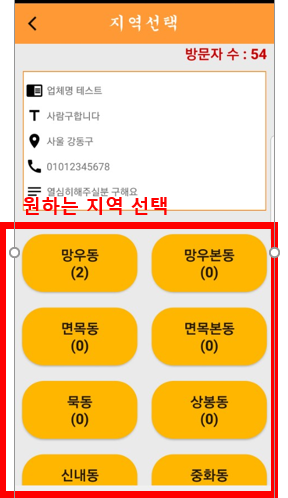 지역선택
방문자 수 : 54
업체명 테스트
사람구합니다
사울 강동구
01012345678
열심히해주실분 구해요
원하는 지역 선택
망우동
(2)
망우본동
(0)
면목동
(0)
면목본동
(0)
묵동
(0)
상봉동
(0)
신내동
중화동